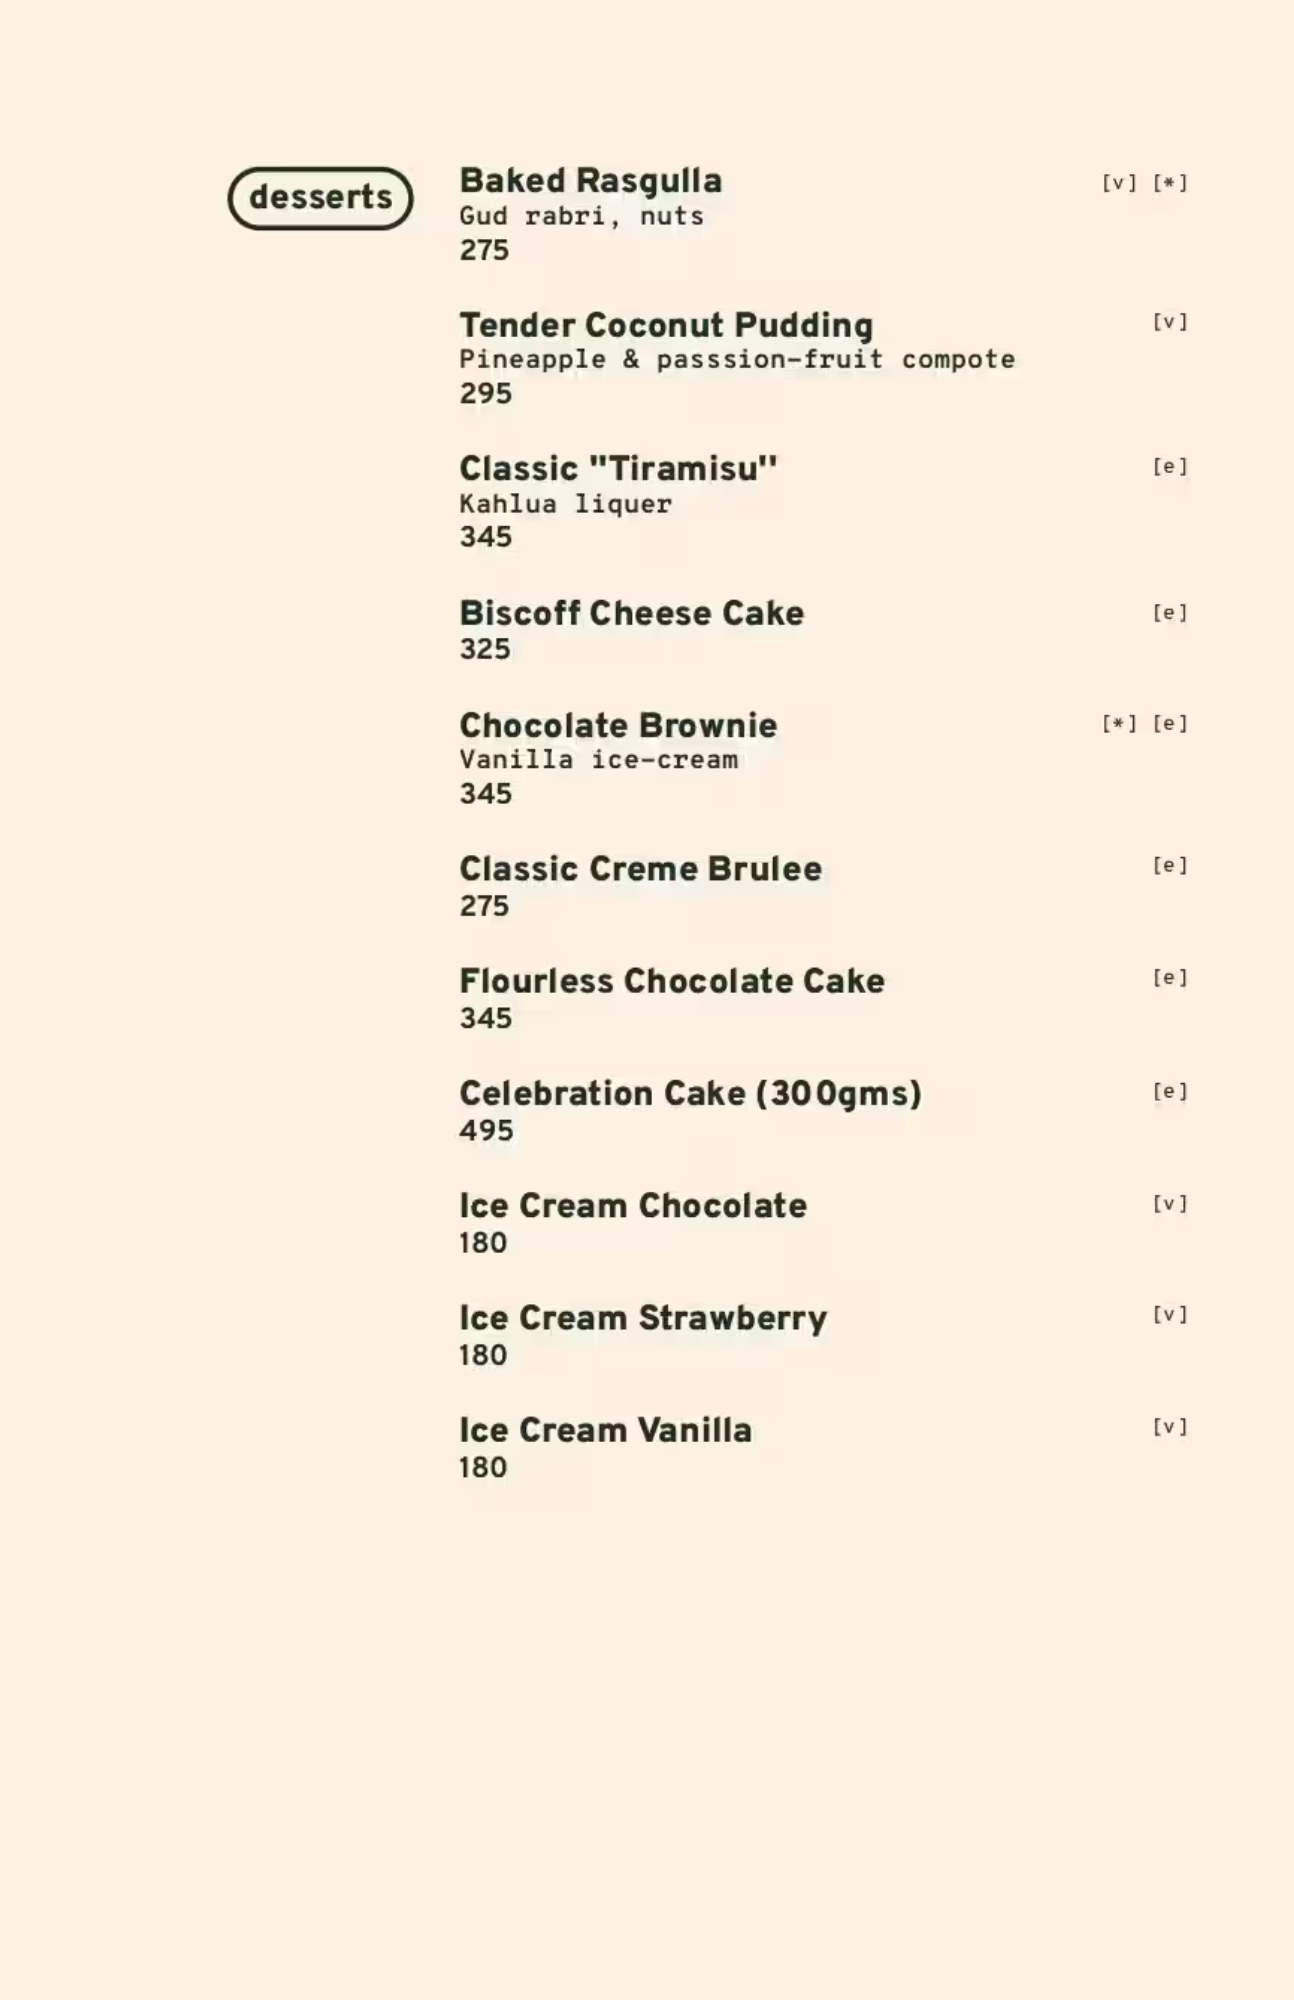 desserts
Baked Rasgulla [v] [*]
Gud rabri, nuts
275
Tender Coconut Pudding [v]
Pineapple & passsion-fruit compote
295
Classic "Tiramisu" [e]
Kahlua liquer
345
Biscoff Cheese Cake [e]
325
Chocolate Brownie [*] [e]
Vanilla ice-cream
345
Classic Creme Brulee [e]
275
Flourless Chocolate Cake [e]
345
Celebration Cake (300gms) [e]
495
Ice Cream Chocolate [v]
180
Ice Cream Strawberry [v]
180
Ice Cream Vanilla [v]
180